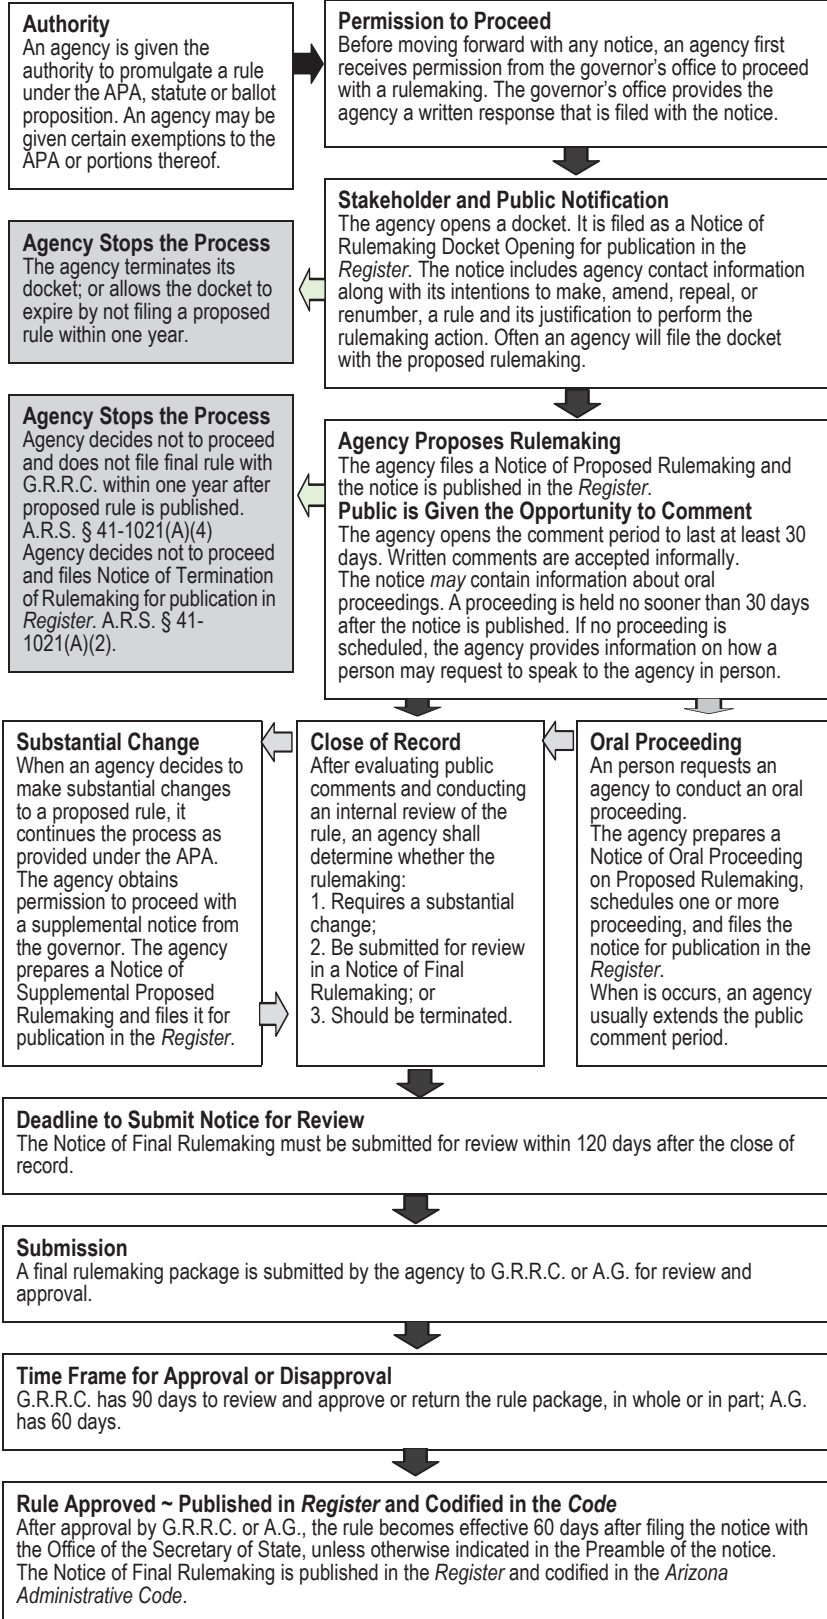 Authority
An agency is given the
authority to promulgate a rule
under the APA, statute or ballot
proposition. An agency may be
given certain exemptions to the
APA or portions thereof.
Permission to Proceed
Before moving forward with any notice, an agency first
receives permission from the governor’s office to proceed
with a rulemaking. The governor’s office provides the
agency a written response that is filed with the notice.
Stakeholder and Public Notification
The agency opens a docket. It is filed as a Notice of
Rulemaking Docket Opening for publication in the
Register. The notice includes agency contact information
along with its intentions to make, amend, repeal, or
renumber, a rule and its justification to perform the
rulemaking action. Often an agency will file the docket
with the proposed rulemaking.
Agency Stops the Process
The agency terminates its
docket; or allows the docket to
expire by not filing a proposed
rule within one year.
Agency Proposes Rulemaking
The agency files a Notice of Proposed Rulemaking and
the notice is published in the Register.
Public is Given the Opportunity to Comment
The agency opens the comment period to last at least 30
days. Written comments are accepted informally.
The notice may contain information about oral
proceedings. A proceeding is held no sooner than 30 days
after the notice is published. If no proceeding is
scheduled, the agency provides information on how a
person may request to speak to the agency in person.
Agency Stops the Process
Agency decides not to proceed
and does not file final rule with
G.R.R.C. within one year after
proposed rule is published.
A.R.S. § 41-1021(A)(4)
Agency decides not to proceed
and files Notice of Termination
of Rulemaking for publication in
Register. A.R.S. § 41-
1021(A)(2).
Substantial Change
When an agency decides to
make substantial changes
to a proposed rule, it
continues the process as
provided under the APA.
The agency obtains
permission to proceed with
a supplemental notice from
the governor. The agency
prepares a Notice of
Supplemental Proposed
Rulemaking and files it for
publication in the Register.
Close of Record
After evaluating public
comments and conducting
an internal review of the
rule, an agency shall
determine whether the
rulemaking:
1. Requires a substantial
change;
2. Be submitted for review
in a Notice of Final
Rulemaking; or
3. Should be terminated.
Oral Proceeding
An person requests an
agency to conduct an oral
proceeding.
The agency prepares a
Notice of Oral Proceeding
on Proposed Rulemaking,
schedules one or more
proceeding, and files the
notice for publication in the
Register.
When is occurs, an agency
usually extends the public
comment period.
Deadline to Submit Notice for Review
The Notice of Final Rulemaking must be submitted for review within 120 days after the close of
record.
Submission
A final rulemaking package is submitted by the agency to G.R.R.C. or A.G. for review and
approval.
Time Frame for Approval or Disapproval
G.R.R.C. has 90 days to review and approve or return the rule package, in whole or in part; A.G.
has 60 days.
Rule Approved ~ Published in Register and Codified in the Code
After approval by G.R.R.C. or A.G., the rule becomes effective 60 days after filing the notice with
the Office of the Secretary of State, unless otherwise indicated in the Preamble of the notice.
The Notice of Final Rulemaking is published in the Register and codified in the Arizona
Administrative Code.